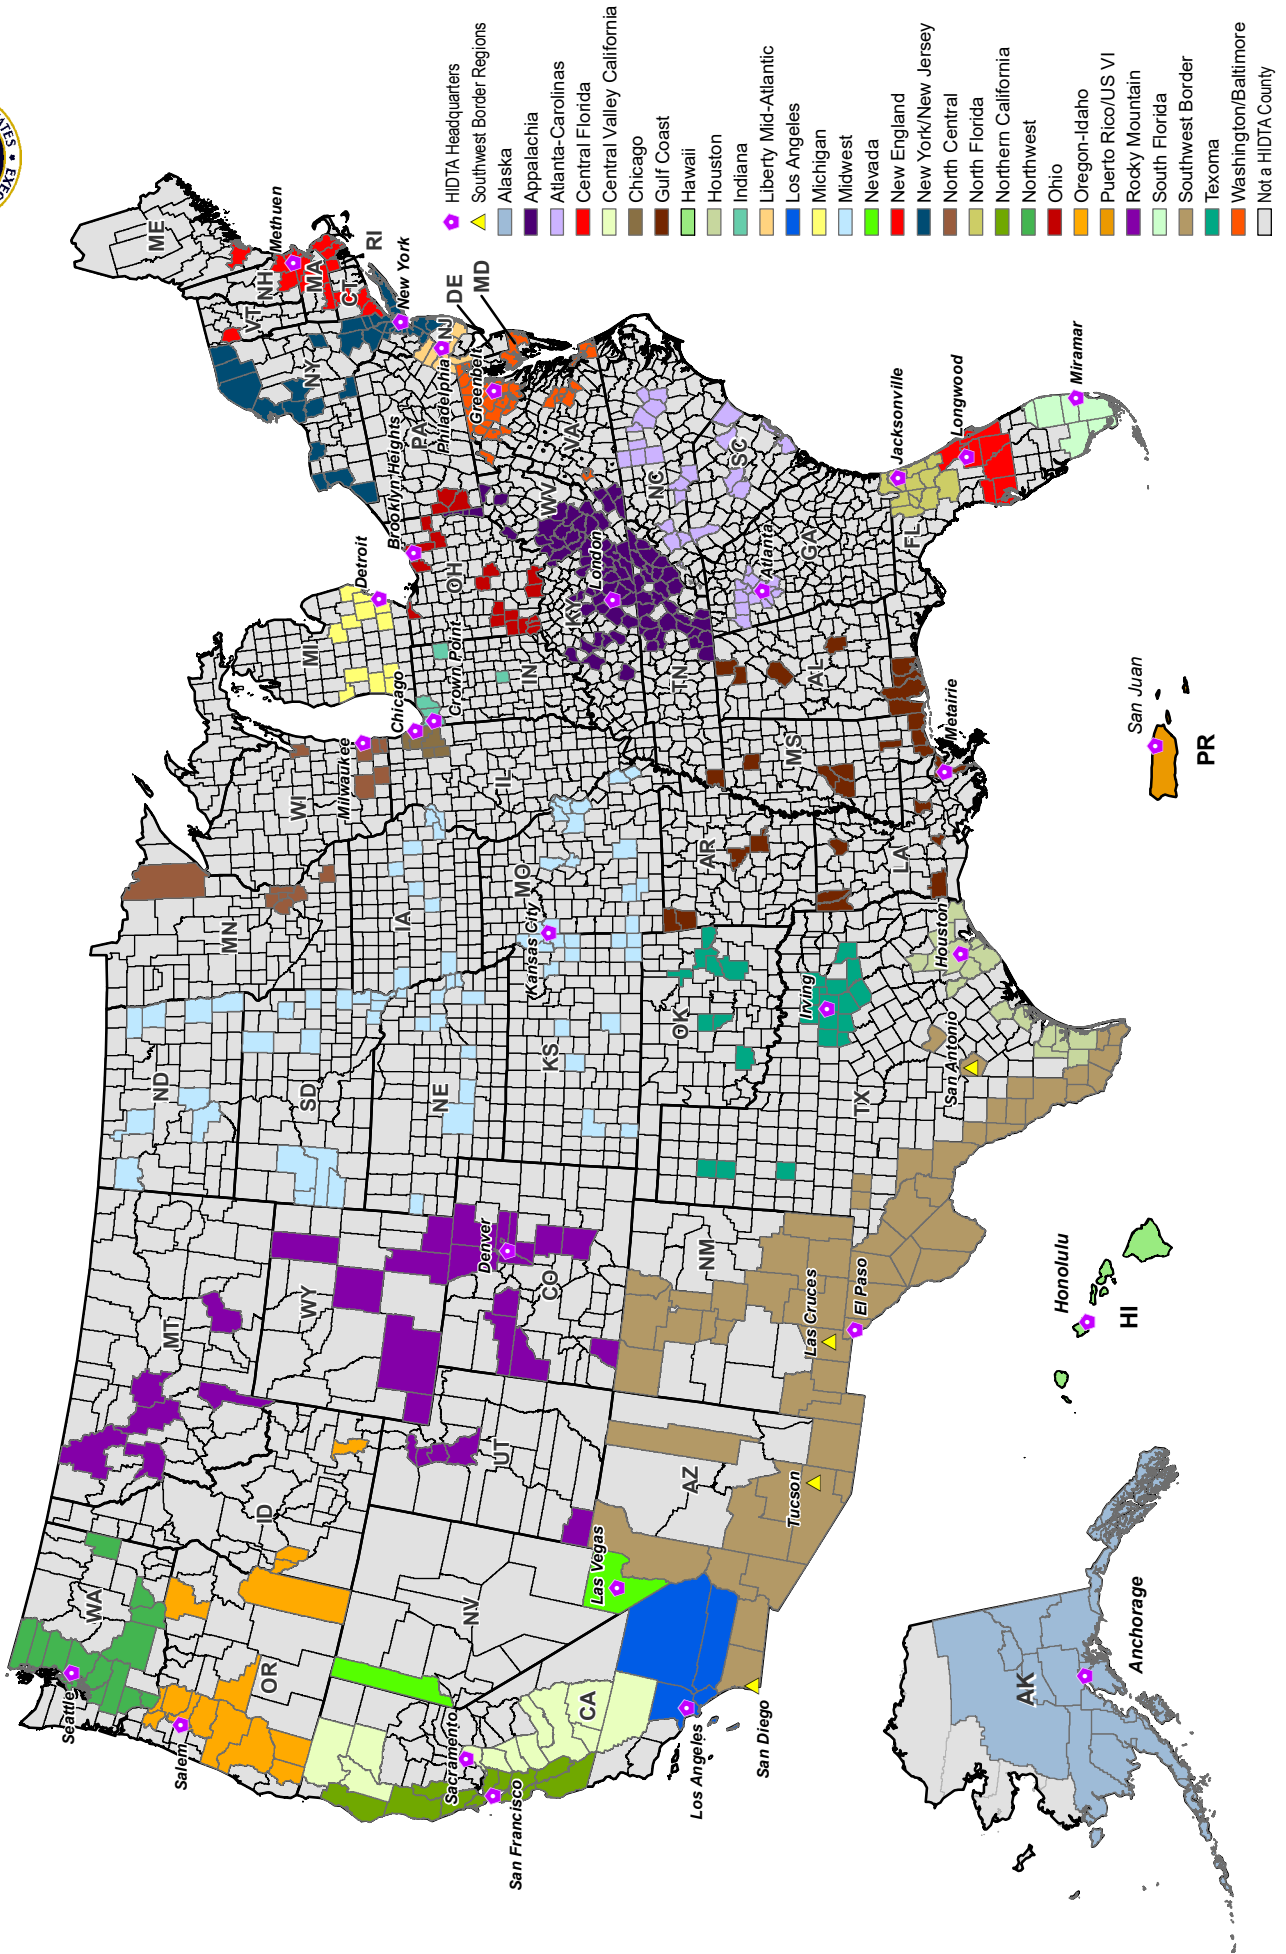 ATES ★ EXEC
HIDTA Headquarters
Southwest Border Regions
Alaska
Appalachia
Atlanta-Carolinas
Central Florida
Central Valley California
Chicago
Gulf Coast
Hawaii
Houston
Indiana
Liberty Mid-Atlantic
Los Angeles
Michigan
Midwest
Nevada
New England
New York/New Jersey
North Central
North Florida
Northern California
Northwest
Ohio
Oregon-Idaho
Puerto Rico/US VI
Rocky Mountain
South Florida
Southwest Border
Texoma
Washington/Baltimore
Not a HIDTA County
Seattle
WA
Salem
OR
ID
MT
ND
MN
WI
MI
ME
VT
NH
Methuen
MA
CT
RI
NY
New York
NJ
DE
MD
PA
Philadelphia
Greenbelt
Brooklyn Heights
Detroit
Milwaukee
Chicago
Crown Point
OH
IN
IL
IA
SD
WY
NE
NV
UT
CO
Denver
KS
MO
Kansas City
KY
London
WV
VA
NC
SC
TN
GA
Atlanta
AL
MS
AR
LA
OK
TX
NM
AZ
CA
Sacramento
San Francisco
Las Vegas
Los Angeles
San Diego
Tucson
Las Cruces
El Paso
Irving
San Antonio
Houston
Metairie
FL
Jacksonville
Longwood
Miramar
AK
Anchorage
Honolulu
HI
San Juan
PR